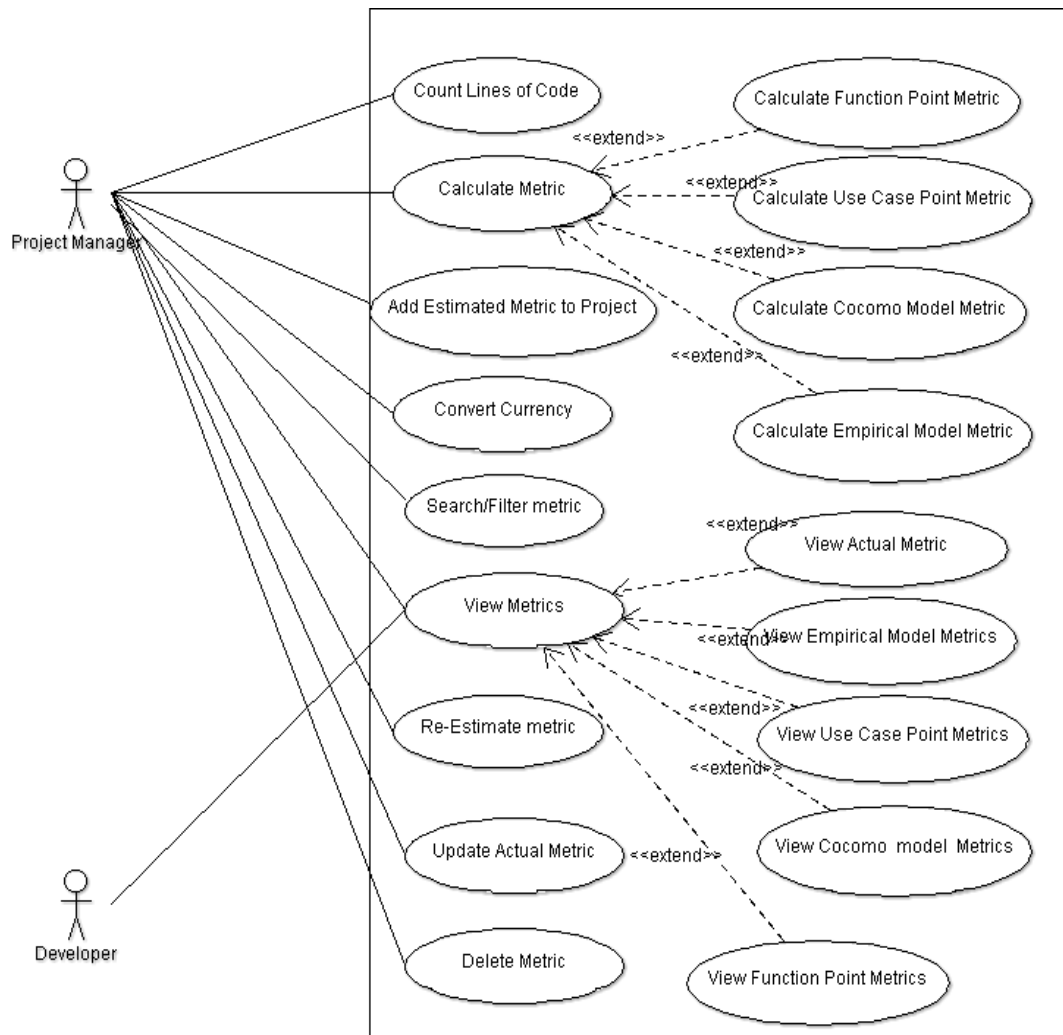 Count Lines of Code
Calculate Function Point Metric
<<extend>>
Calculate Metric
<<extend>>
Calculate Use Case Point Metric
Project Manager
<<extend>>
Add Estimated Metric to Project
Calculate Cocomo Model Metric
<<extend>>
Convert Currency
Calculate Empirical Model Metric
Search/Filter metric
<<extend>>
View Actual Metric
View Metrics
<<extend>>
View Empirical Model Metrics
<<extend>>
Re-Estimate metric
View Use Case Point Metrics
<<extend>>
View Cocomo model Metrics
Update Actual Metric
<<extend>>
Developer
Delete Metric
View Function Point Metrics